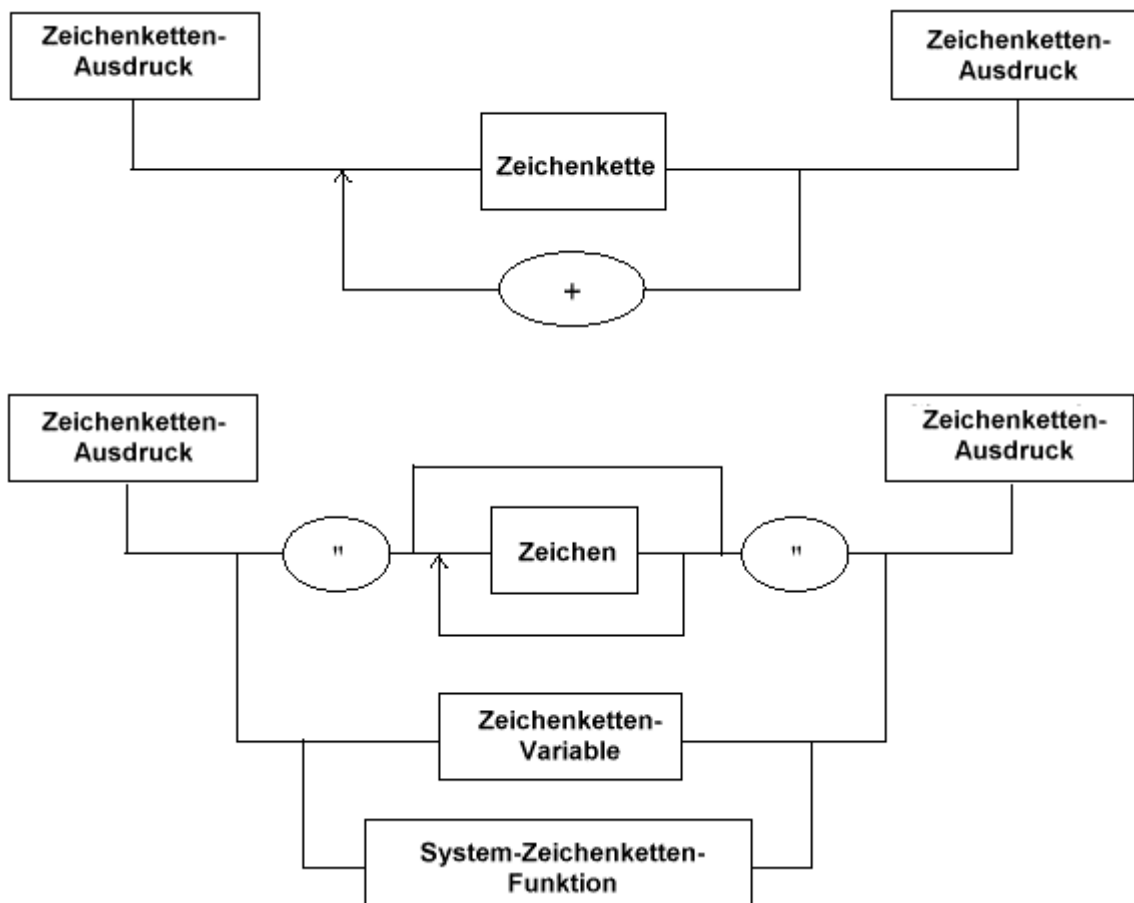 Zeichenketten-
Ausdruck
Zeichenketten-
Ausdruck
Zeichenkette
+
Zeichenketten-
Ausdruck
Zeichenketten-
Ausdruck
"
Zeichen
"
Zeichenketten-
Variable
System-Zeichenketten-
Funktion